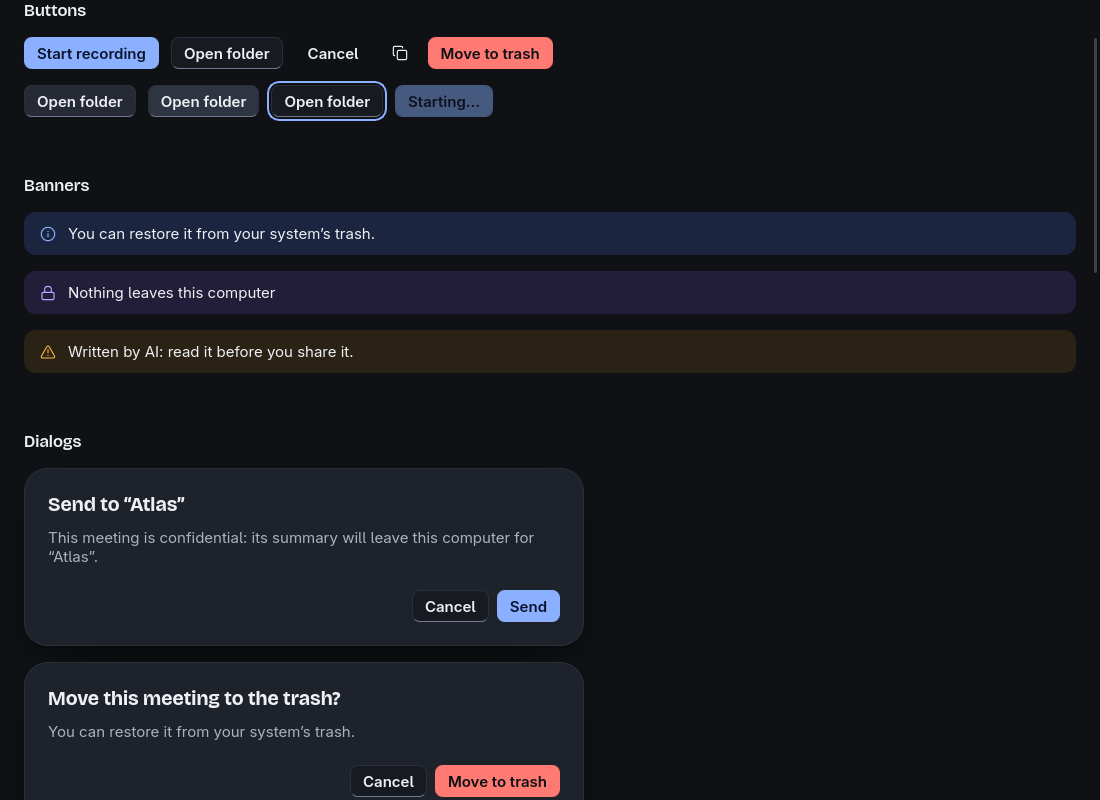 Buttons
Start recording
Open folder
Cancel
Move to trash
Open folder
Open folder
Open folder
Starting...
Banners
You can restore it from your system’s trash.
Nothing leaves this computer
Written by AI: read it before you share it.
Dialogs
Send to “Atlas”
This meeting is confidential: its summary will leave this computer for
“Atlas”.
Cancel
Send
Move this meeting to the trash?
You can restore it from your system’s trash.
Cancel
Move to trash